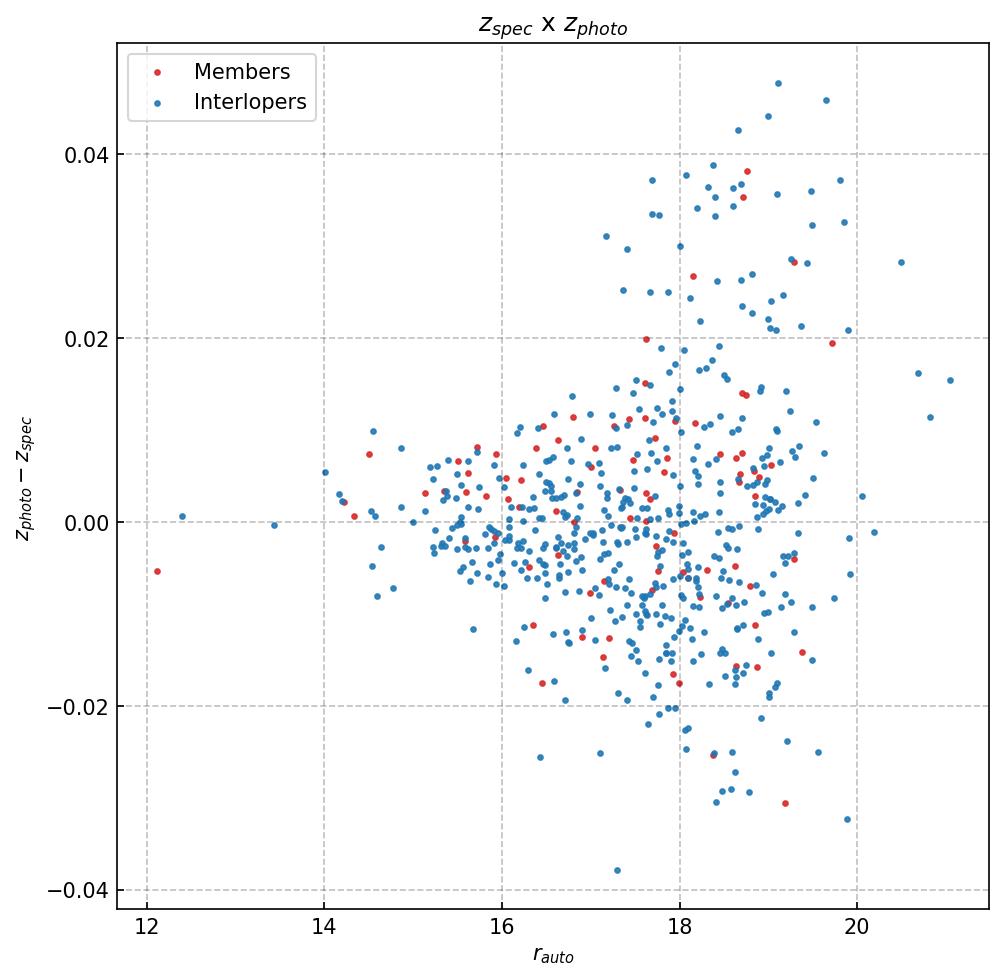 z_spec x z_photo
Members
Interlopers
0.04
0.02
0.00
−0.02
−0.04
z_photo − z_spec
12
14
16
18
20
r_auto